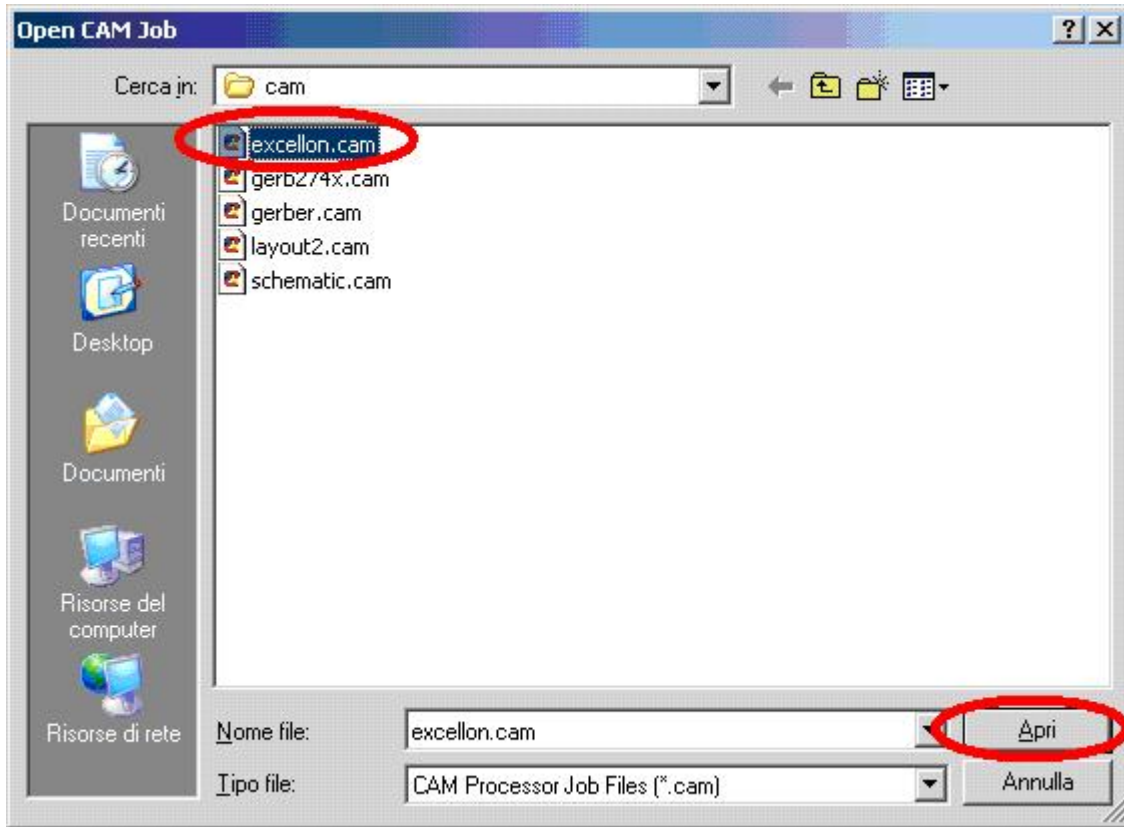 Open CAM Job
Cerca in:
cam
excellon.cam
gerb274x.cam
gerber.cam
layout2.cam
schematic.cam
Documenti
recenti
Desktop
Documenti
Risorse del
computer
Risorse di rete
Nome file:
excellon.cam
Apri
Tipo file:
CAM Processor Job Files (*.cam)
Annulla